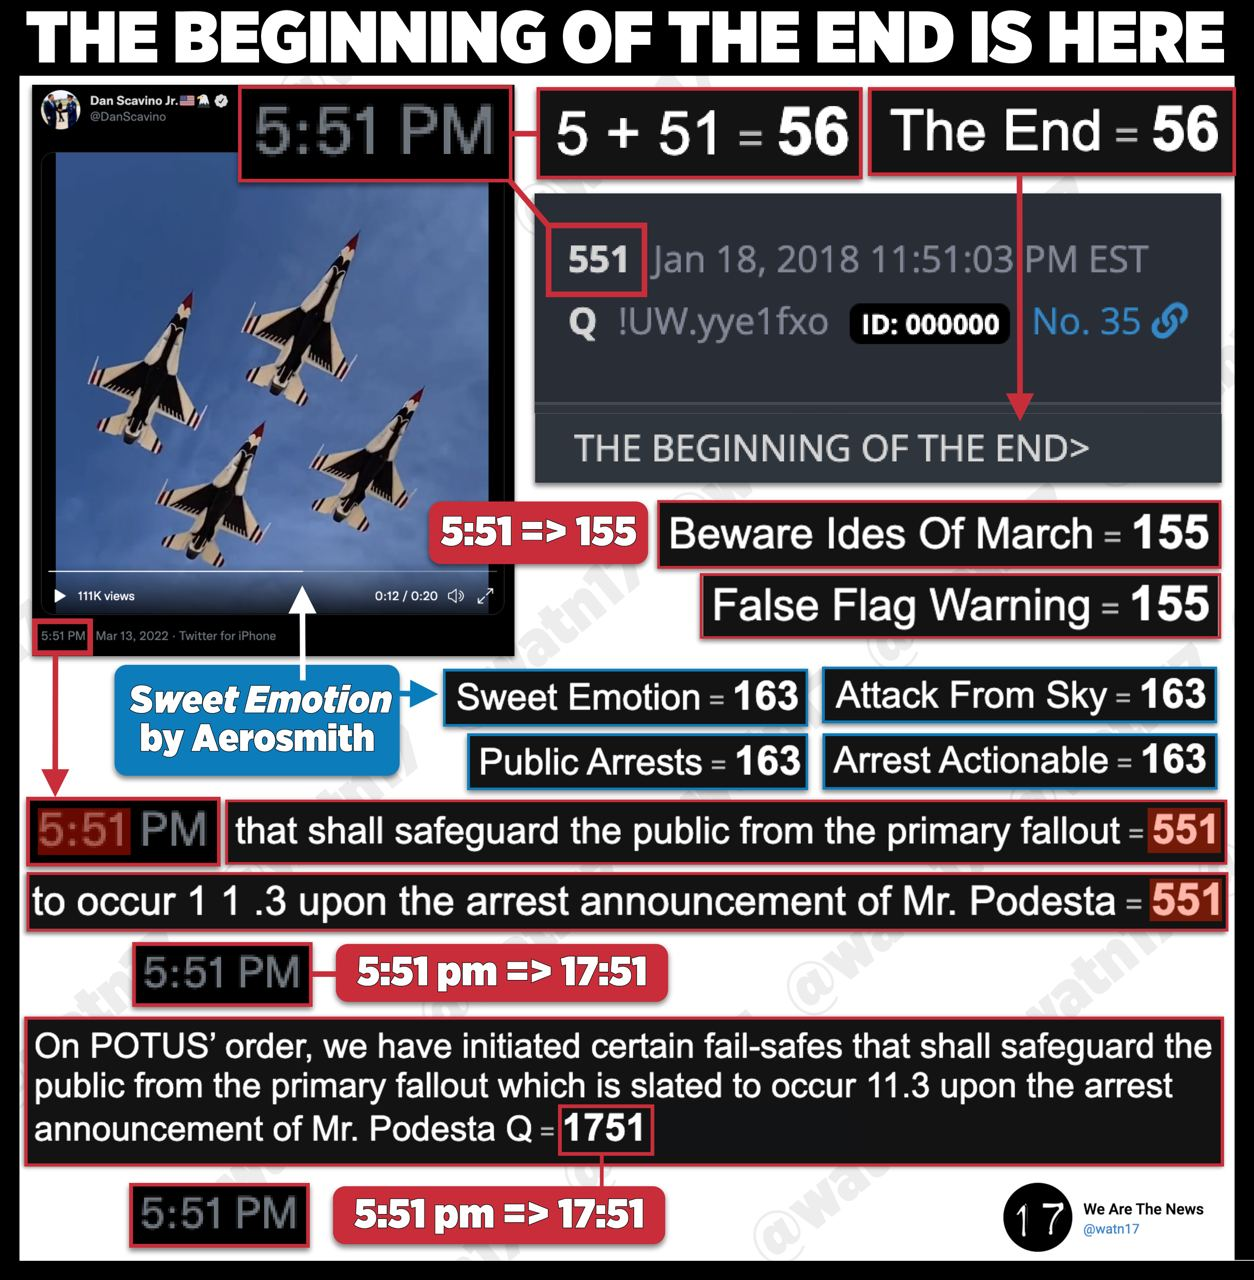 THE BEGINNING OF THE END IS HERE
Dan Scavino Jr.
@DanScavino
5:51 PM
5 + 51 = 56
The End = 56
551 Jan 18, 2018 11:51:03 PM EST
Q !UW.yye1fxo ID: 000000 No. 35
THE BEGINNING OF THE END>
5:51 => 155
Beware Ides Of March = 155
False Flag Warning = 155
111K views 0:12 / 0:20
5:51 PM Mar 13, 2022 · Twitter for iPhone
Sweet Emotion
by Aerosmith
Sweet Emotion = 163
Attack From Sky = 163
Public Arrests = 163
Arrest Actionable = 163
5:51 PM
that shall safeguard the public from the primary fallout = 551
to occur 1 1 .3 upon the arrest announcement of Mr. Podesta = 551
5:51 PM
5:51 pm => 17:51
On POTUS’ order, we have initiated certain fail-safes that shall safeguard the
public from the primary fallout which is slated to occur 11.3 upon the arrest
announcement of Mr. Podesta Q = 1751
5:51 PM
5:51 pm => 17:51
17
We Are The News
@watn17